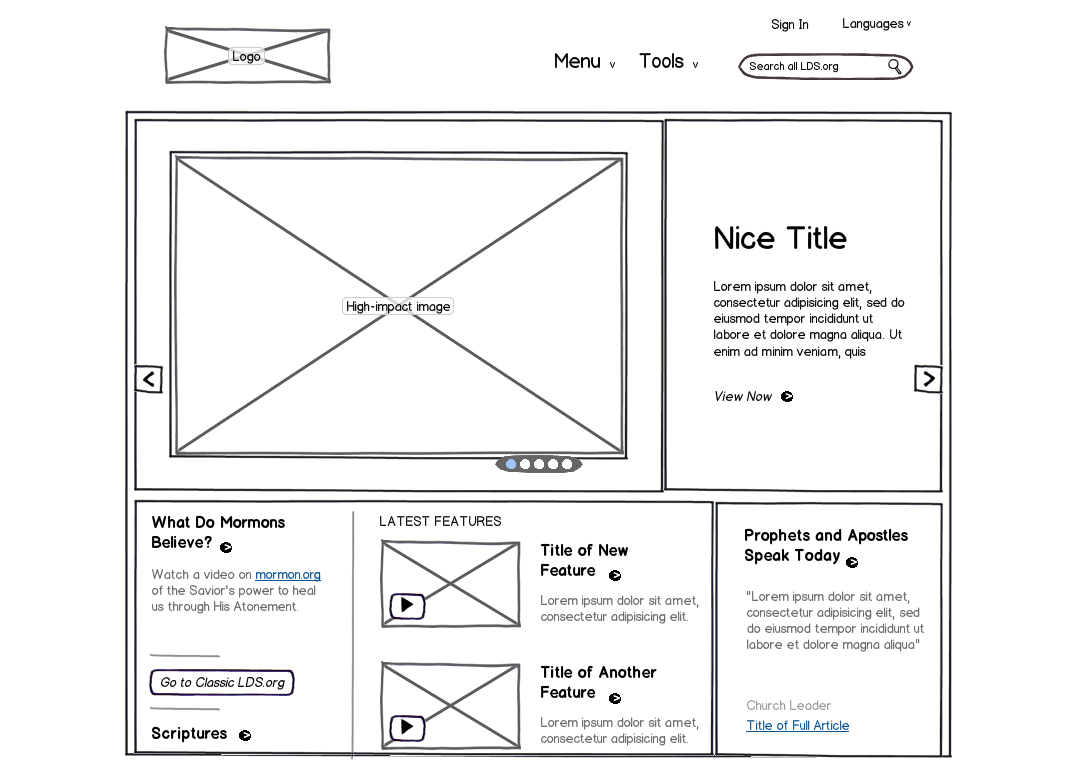 Sign In
Languages v
Logo
Menu v
Tools v
Search all LDS.org
High-impact image
Nice Title
Lorem ipsum dolor sit amet,
consectetur adipisicing elit, sed do
eiusmod tempor incididunt ut
labore et dolore magna aliqua. Ut
enim ad minim veniam, quis
View Now
What Do Mormons
Believe?
Watch a video on mormon.org
of the Savior's power to heal
us through His Atonement.
Go to Classic LDS.org
Scriptures
LATEST FEATURES
Title of New
Feature
Lorem ipsum dolor sit amet,
consectetur adipisicing elit.
Title of Another
Feature
Lorem ipsum dolor sit amet,
consectetur adipisicing elit.
Prophets and Apostles
Speak Today
"Lorem ipsum dolor sit amet,
consectetur adipisicing elit, sed
do eiusmod tempor incididunt ut
labore et dolore magna aliqua"
Church Leader
Title of Full Article